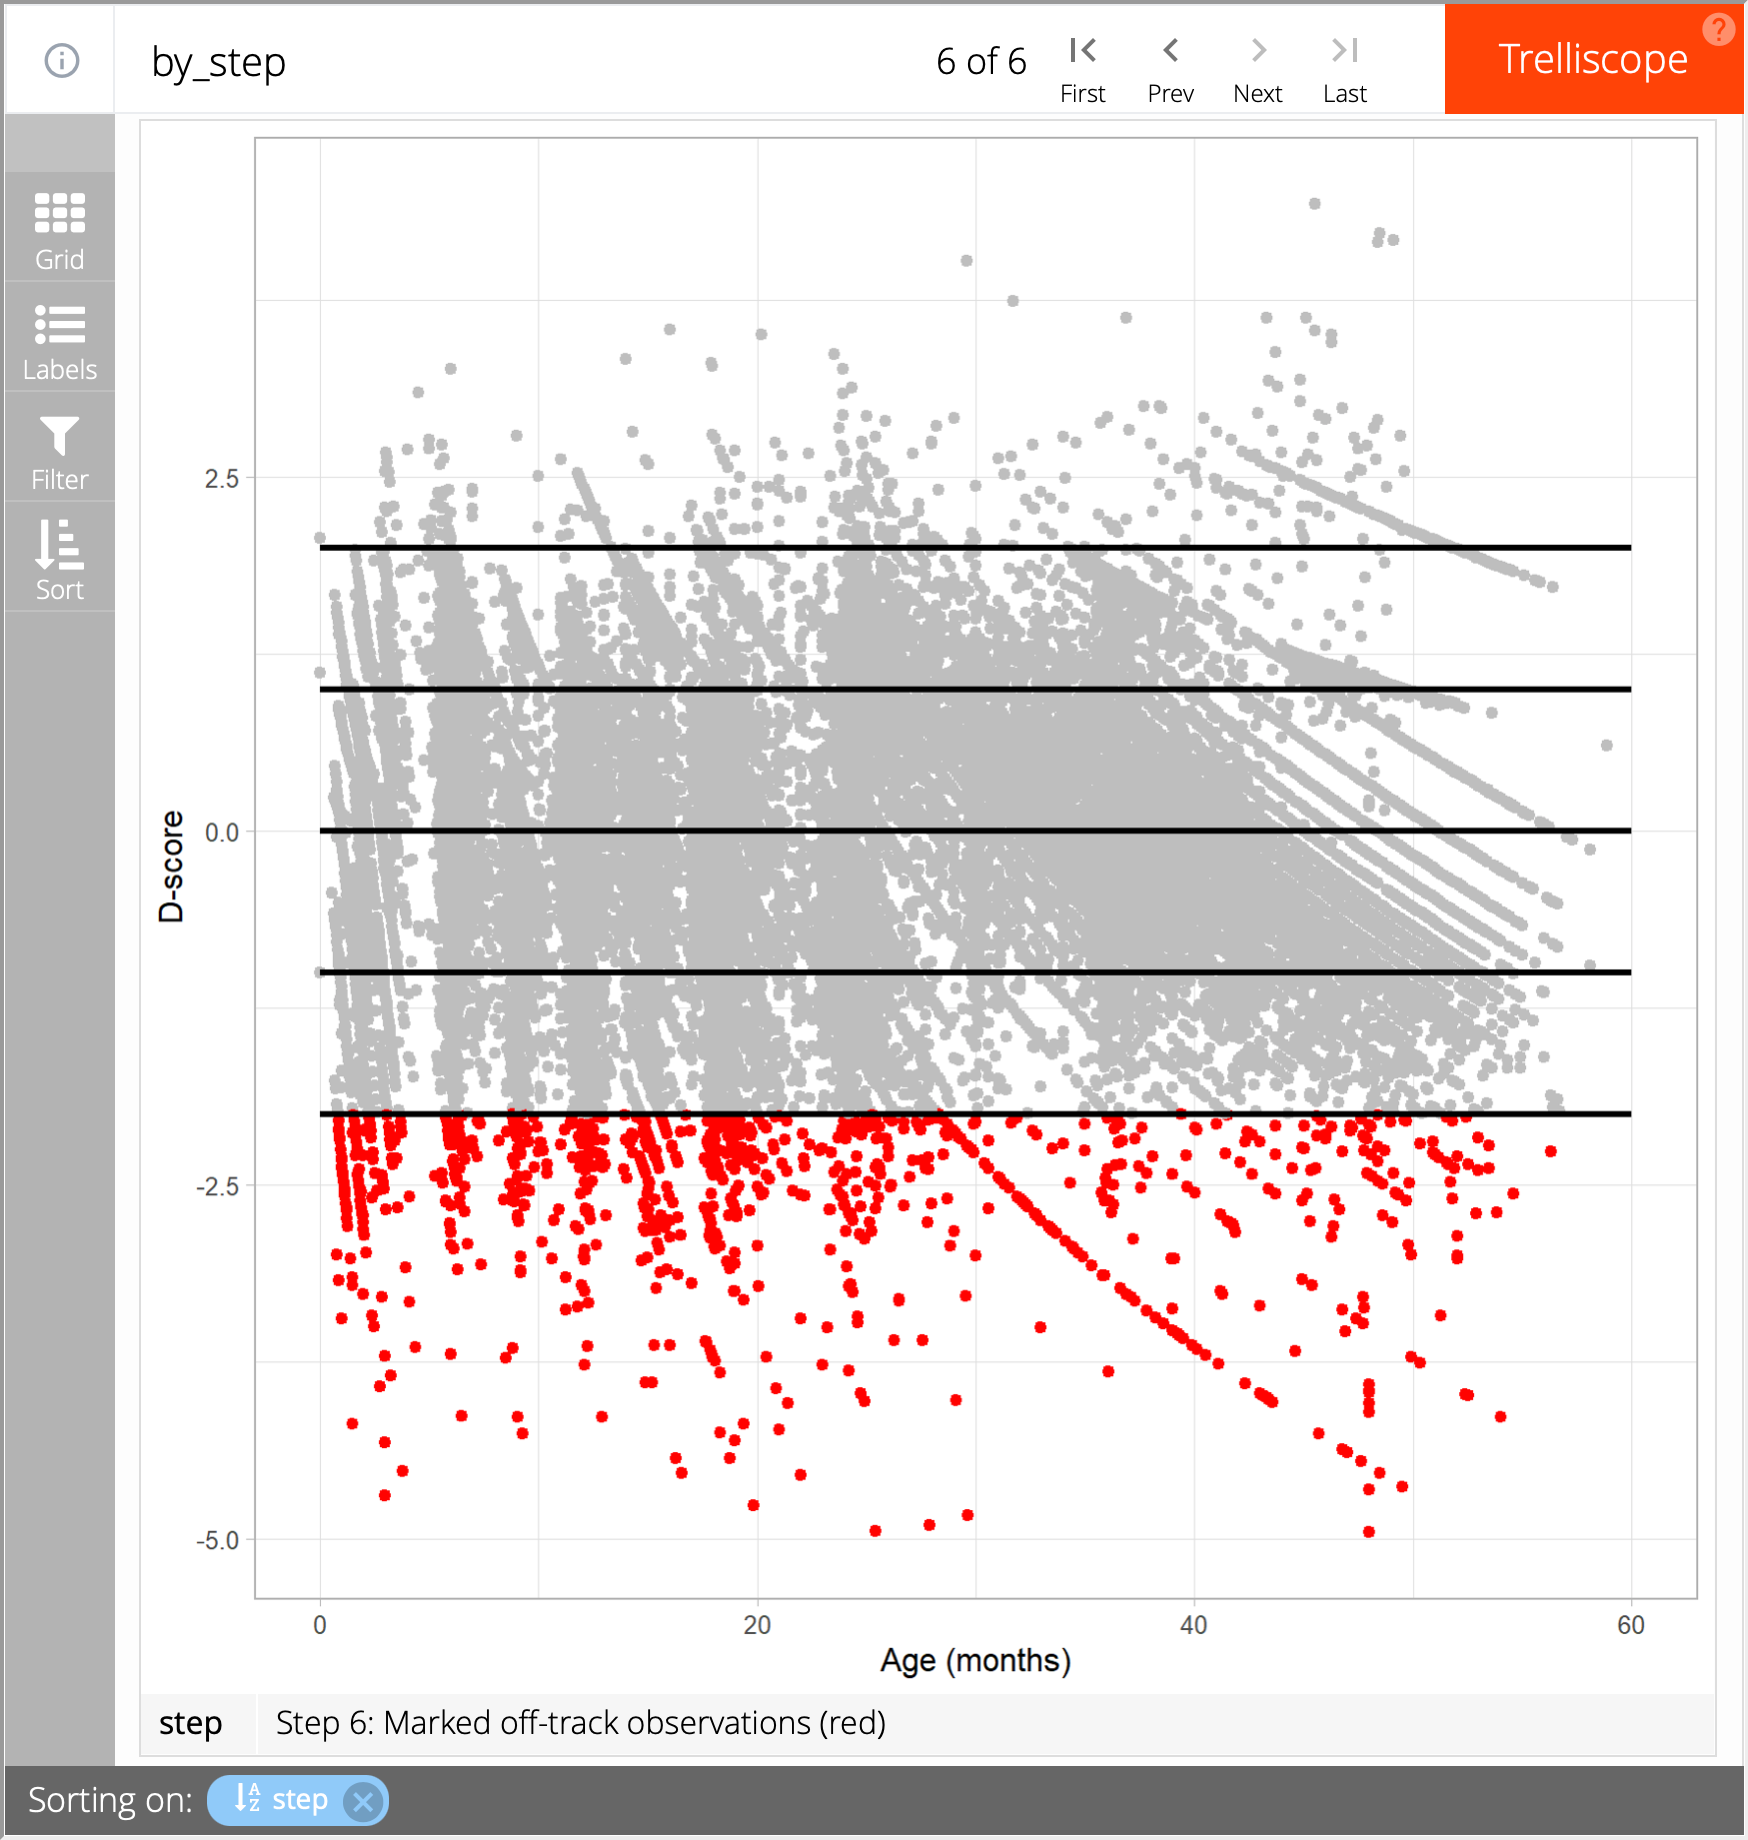 by_step
6 of 6
First
Prev
Next
Last
Trelliscope
?
Grid
Labels
Filter
Sort
2.5
0.0
-2.5
-5.0
D-score
0
20
40
60
Age (months)
step
Step 6: Marked off-track observations (red)
Sorting on:
AZ step